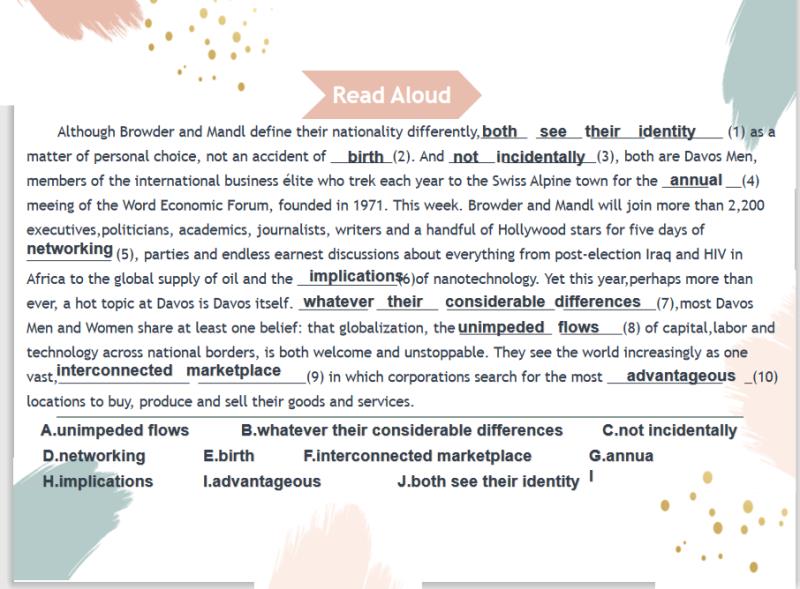 Read Aloud
Although Browder and Mandl define their nationality differently, both see their identity (1) as a
matter of personal choice, not an accident of birth (2). And not incidentally (3), both are Davos Men,
members of the international business élite who trek each year to the Swiss Alpine town for the annual (4)
meeing of the Word Economic Forum, founded in 1971. This week. Browder and Mandl will join more than 2,200
executives,politicians, academics, journalists, writers and a handful of Hollywood stars for five days of
networking (5), parties and endless earnest discussions about everything from post-election Iraq and HIV in
Africa to the global supply of oil and the implications(6)of nanotechnology. Yet this year,perhaps more than
ever, a hot topic at Davos is Davos itself. whatever their considerable differences (7),most Davos
Men and Women share at least one belief: that globalization, the unimpeded flows (8) of capital,labor and
technology across national borders, is both welcome and unstoppable. They see the world increasingly as one
vast, interconnected marketplace (9) in which corporations search for the most advantageous (10)
locations to buy, produce and sell their goods and services.
A.unimpeded flows B.whatever their considerable differences C.not incidentally
D.networking E.birth F.interconnected marketplace G.annua
l
H.implications I.advantageous J.both see their identity